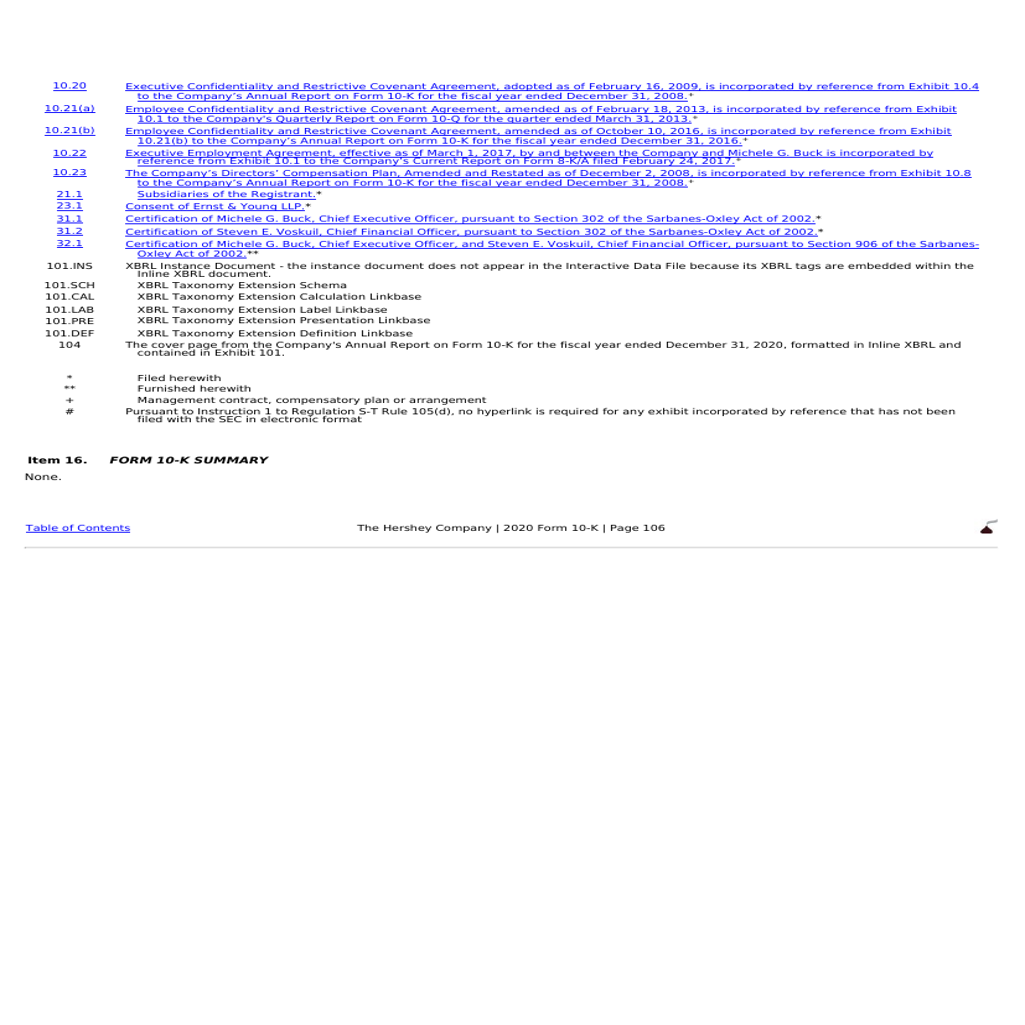 10.20 Executive Confidentiality and Restrictive Covenant Agreement, adopted as of February 16, 2009, is incorporated by reference from Exhibit 10.4
to the Company's Annual Report on Form 10-K for the fiscal year ended December 31, 2008.+
10.21(a) Employee Confidentiality and Restrictive Covenant Agreement, amended as of February 18, 2013, is incorporated by reference from Exhibit
10.1 to the Company's Quarterly Report on Form 10-Q for the quarter ended March 31, 2013.+
10.21(b) Employee Confidentiality and Restrictive Covenant Agreement, amended as of October 10, 2016, is incorporated by reference from Exhibit
10.21(b) to the Company's Annual Report on Form 10-K for the fiscal year ended December 31, 2016.+
10.22 Executive Employment Agreement, effective as of March 1, 2017, by and between the Company and Michele G. Buck is incorporated by
reference from Exhibit 10.1 to the Company's Current Report on Form 8-K/A filed February 24, 2017.+
10.23 The Company's Directors' Compensation Plan, Amended and Restated as of December 2, 2008, is incorporated by reference from Exhibit 10.8
to the Company's Annual Report on Form 10-K for the fiscal year ended December 31, 2008.+
21.1 Subsidiaries of the Registrant.*
23.1 Consent of Ernst & Young LLP.*
31.1 Certification of Michele G. Buck, Chief Executive Officer, pursuant to Section 302 of the Sarbanes-Oxley Act of 2002.*
31.2 Certification of Steven E. Voskuil, Chief Financial Officer, pursuant to Section 302 of the Sarbanes-Oxley Act of 2002.*
32.1 Certification of Michele G. Buck, Chief Executive Officer, and Steven E. Voskuil, Chief Financial Officer, pursuant to Section 906 of the Sarbanes-
Oxley Act of 2002.**
101.INS XBRL Instance Document - the instance document does not appear in the Interactive Data File because its XBRL tags are embedded within the
Inline XBRL document.
101.SCH XBRL Taxonomy Extension Schema
101.CAL XBRL Taxonomy Extension Calculation Linkbase
101.LAB XBRL Taxonomy Extension Label Linkbase
101.PRE XBRL Taxonomy Extension Presentation Linkbase
101.DEF XBRL Taxonomy Extension Definition Linkbase
104 The cover page from the Company's Annual Report on Form 10-K for the fiscal year ended December 31, 2020, formatted in Inline XBRL and
contained in Exhibit 101.
* Filed herewith
** Furnished herewith
+ Management contract, compensatory plan or arrangement
# Pursuant to Instruction 1 to Regulation S-T Rule 105(d), no hyperlink is required for any exhibit incorporated by reference that has not been
filed with the SEC in electronic format
Item 16. FORM 10-K SUMMARY
None.
Table of Contents The Hershey Company | 2020 Form 10-K | Page 106